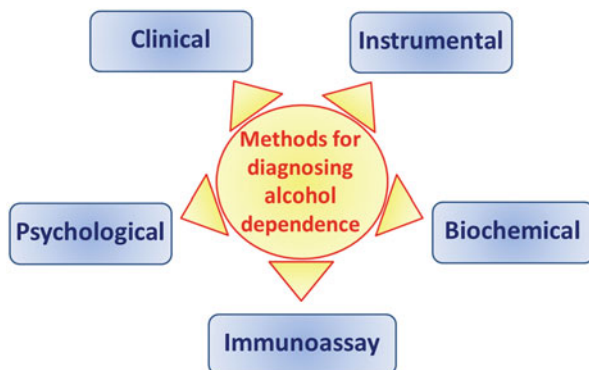 Clinical
Instrumental
Methods for
diagnosing
alcohol
dependence
Psychological
Biochemical
Immunoassay